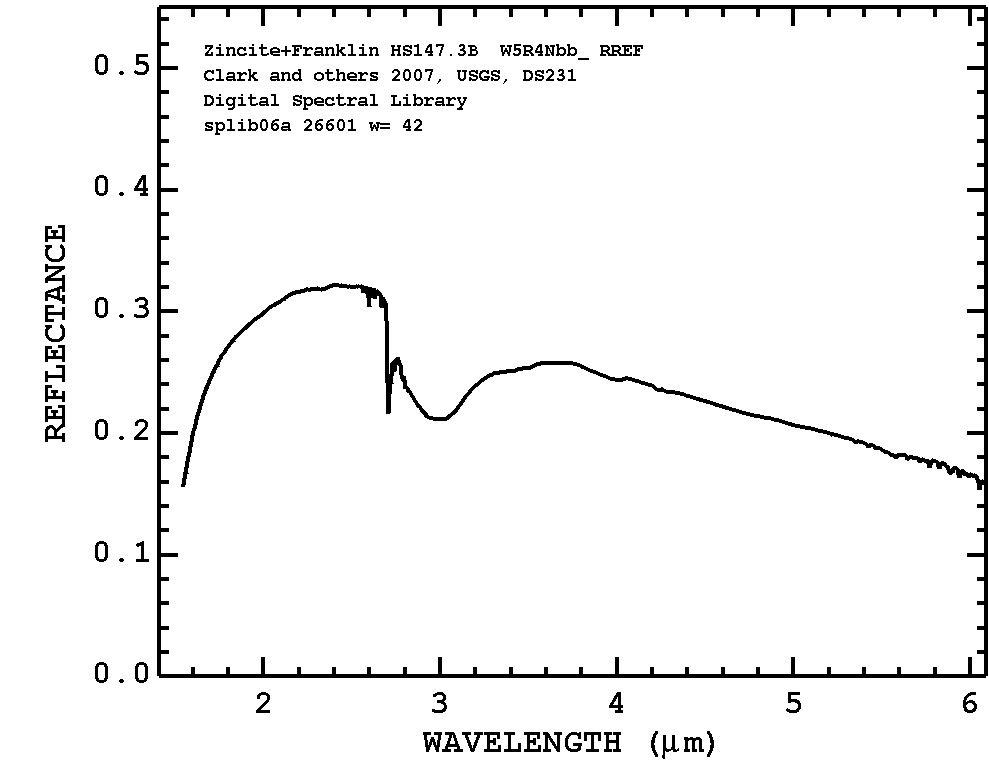 Zincite+Franklin HS147.3B W5R4Nbb_ RREF
Clark and others 2007, USGS, DS231
Digital Spectral Library
splib06a 26601 w= 42
0.5
0.4
0.3
0.2
0.1
0.0
REFLECTANCE
2 3 4 5 6
WAVELENGTH (μm)